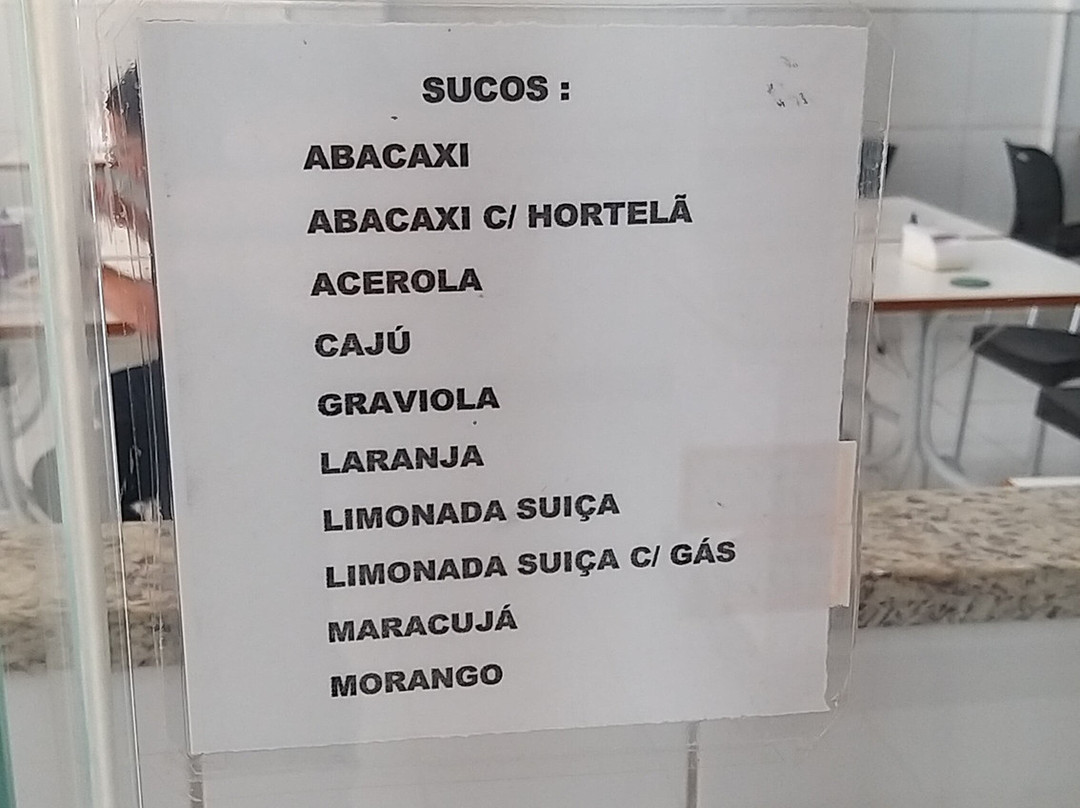 SUCOS :
ABACAXI
ABACAXI C/ HORTELÃ
ACEROLA
CAJÚ
GRAVIOLA
LARANJA
LIMONADA SUIÇA
LIMONADA SUIÇA C/ GÁS
MARACUJÁ
MORANGO